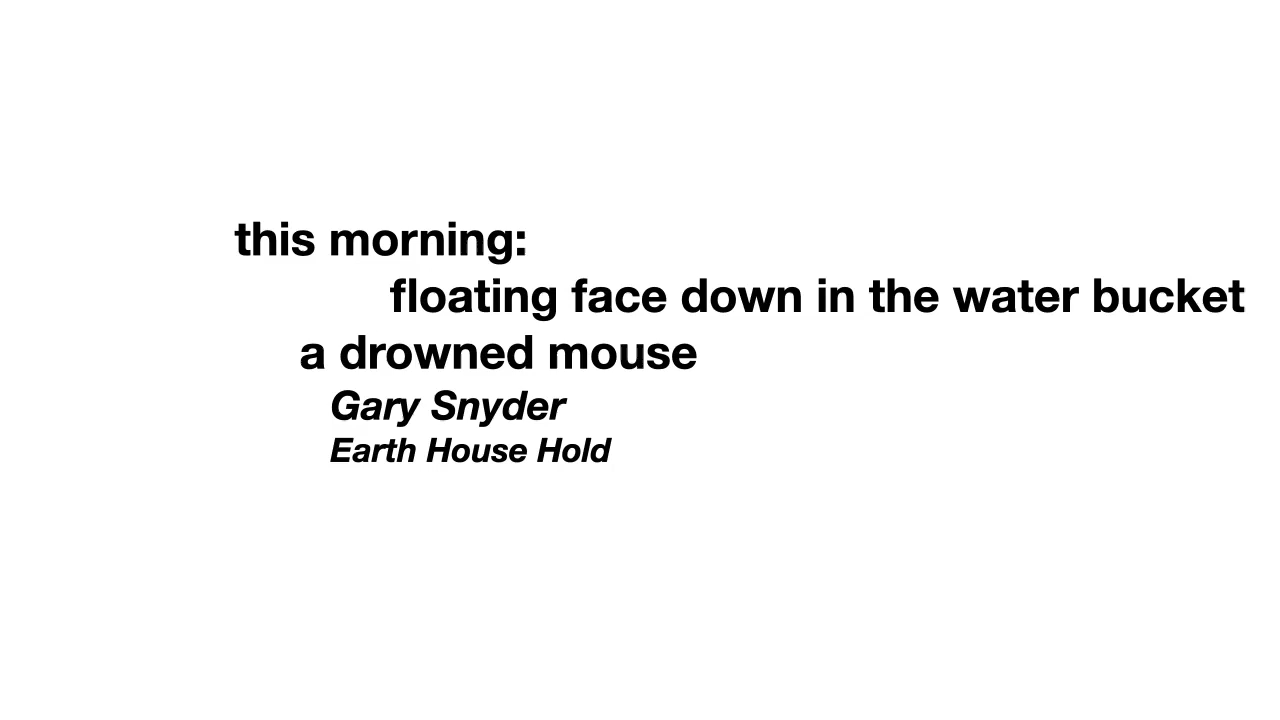 this morning:
floating face down in the water bucket
a drowned mouse
Gary Snyder
Earth House Hold